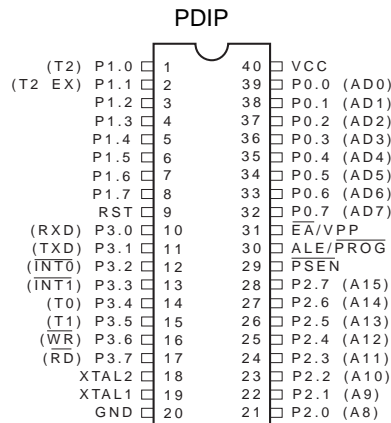 PDIP
(T2) P1.0 1 40 VCC
(T2 EX) P1.1 2 39 P0.0 (AD0)
P1.2 3 38 P0.1 (AD1)
P1.3 4 37 P0.2 (AD2)
P1.4 5 36 P0.3 (AD3)
P1.5 6 35 P0.4 (AD4)
P1.6 7 34 P0.5 (AD5)
P1.7 8 33 P0.6 (AD6)
RST 9 32 P0.7 (AD7)
(RXD) P3.0 10 31 E̅A̅/VPP
(TXD) P3.1 11 30 ALE/P̅R̅O̅G̅
(I̅N̅T̅0̅) P3.2 12 29 P̅S̅E̅N̅
(I̅N̅T̅1̅) P3.3 13 28 P2.7 (A15)
(T0) P3.4 14 27 P2.6 (A14)
(T1) P3.5 15 26 P2.5 (A13)
(W̅R̅) P3.6 16 25 P2.4 (A12)
(R̅D̅) P3.7 17 24 P2.3 (A11)
XTAL2 18 23 P2.2 (A10)
XTAL1 19 22 P2.1 (A9)
GND 20 21 P2.0 (A8)